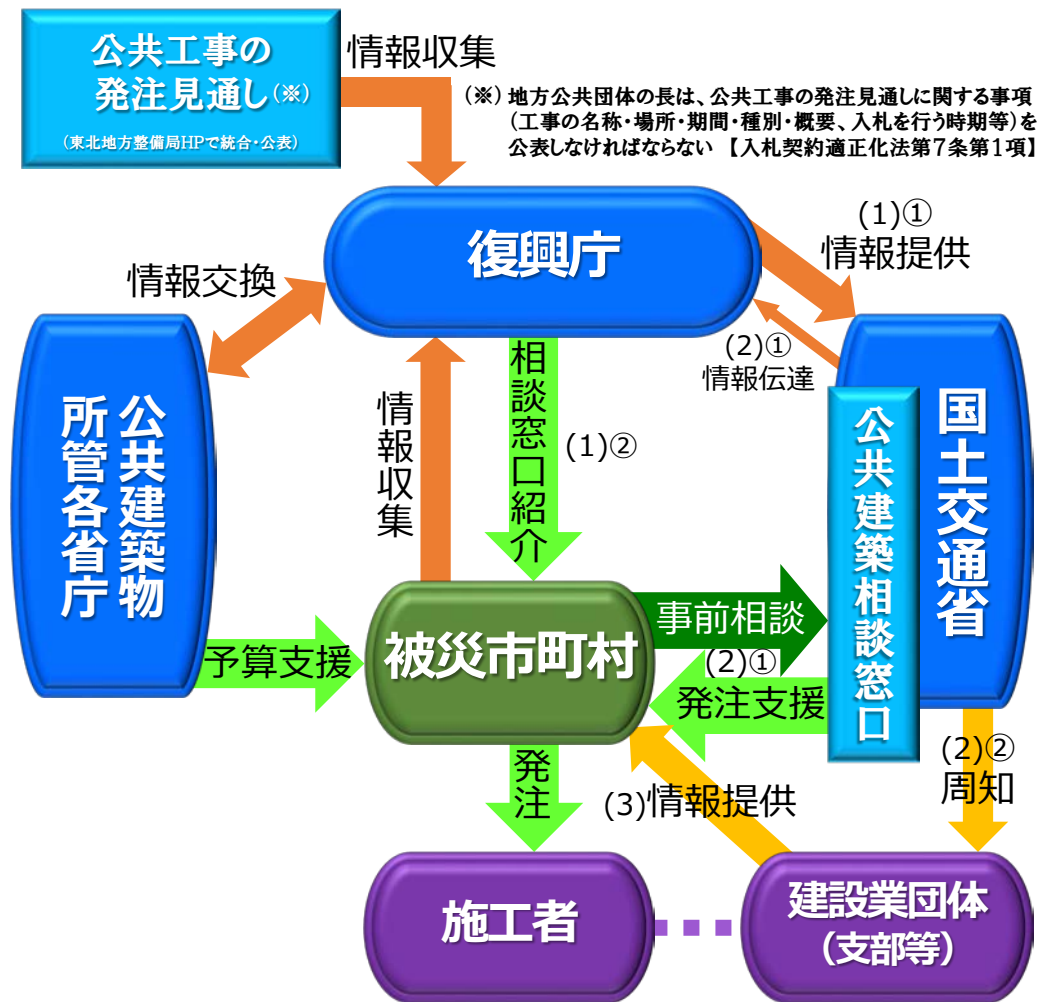 公共工事の
発注見通し(※)
(東北地方整備局HPで統合・公表)
情報収集
(※)地方公共団体の長は、公共工事の発注見通しに関する事項
(工事の名称・場所・期間・種別・概要、入札を行う時期等)を
公表しなければならない 【入札契約適正化法第7条第1項】
復興庁
(1)①
情報提供
情報交換
(2)①
情報伝達
公共建築物
所管各省庁
情報収集
相談窓口紹介
(1)②
国土交通省
公共建築相談窓口
事前相談
被災市町村
予算支援
(2)①
発注支援
発注
(3)情報提供
(2)②
周知
施工者
建設業団体
(支部等)